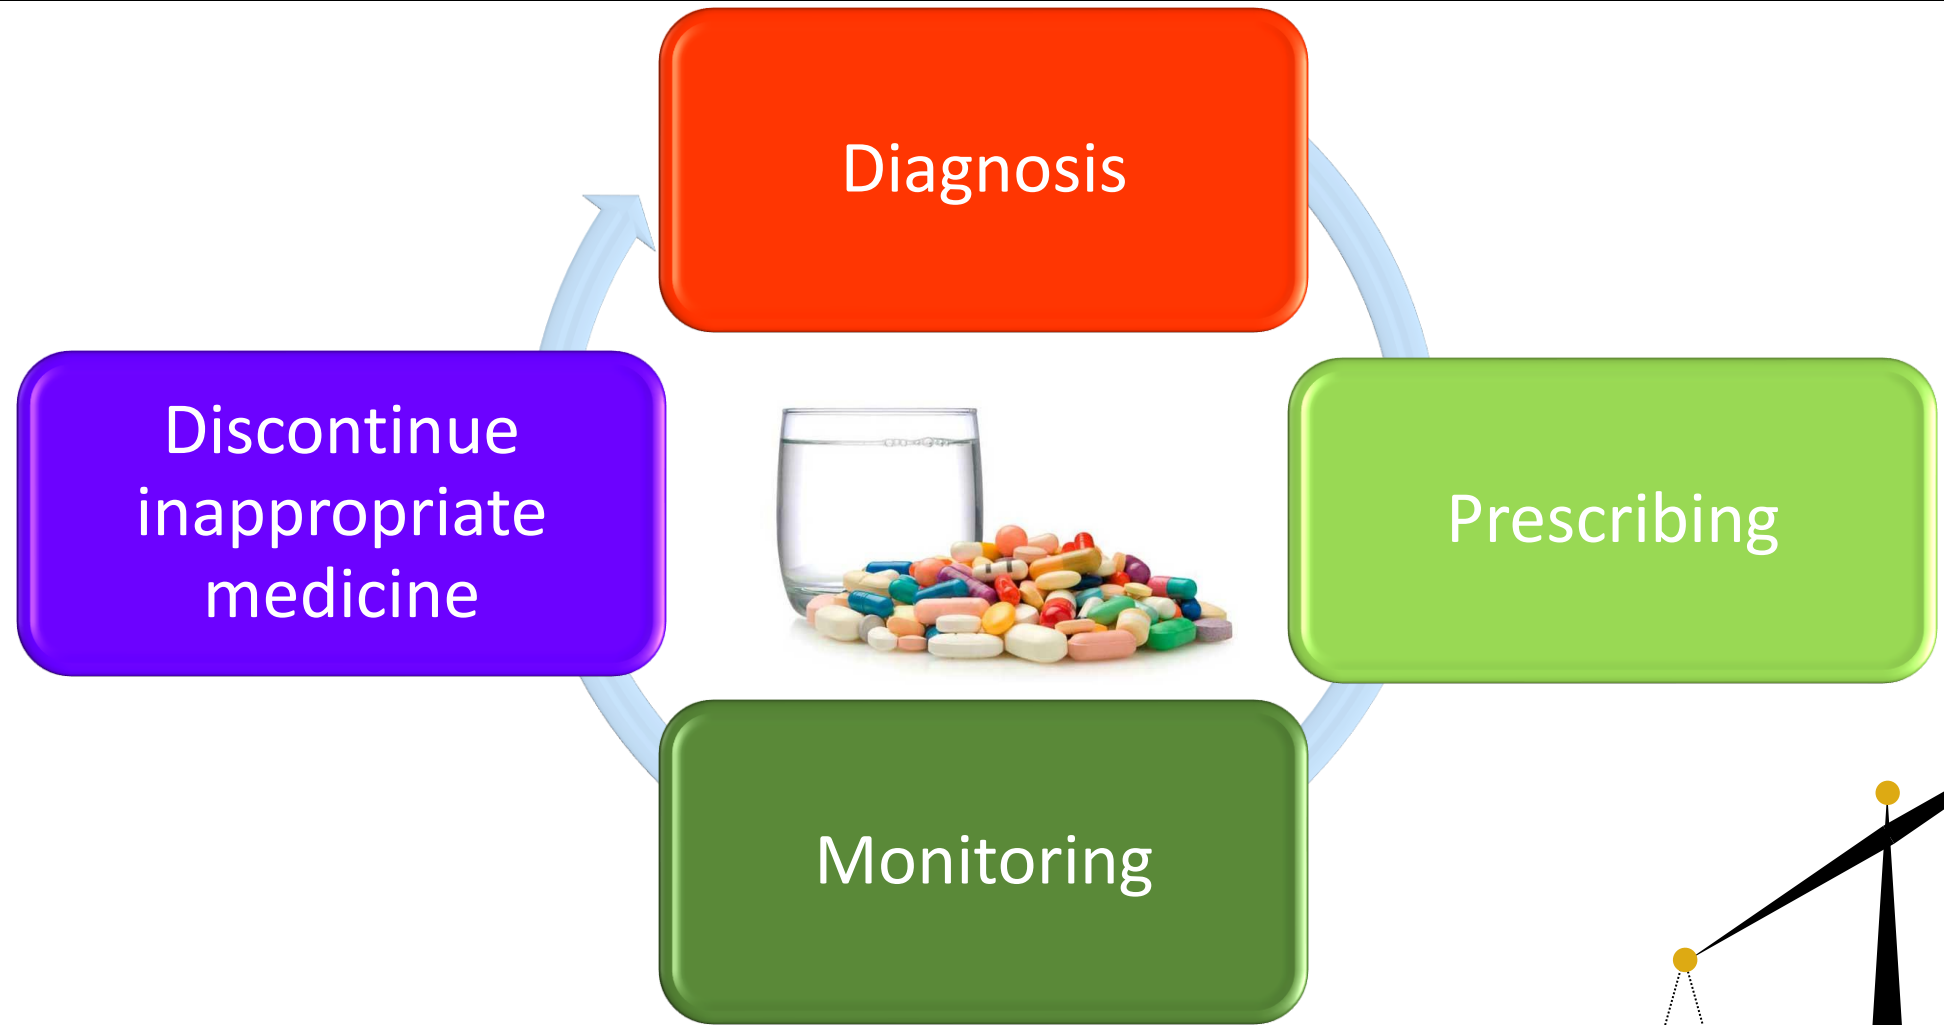 Diagnosis
Prescribing
Monitoring
Discontinue
inappropriate
medicine